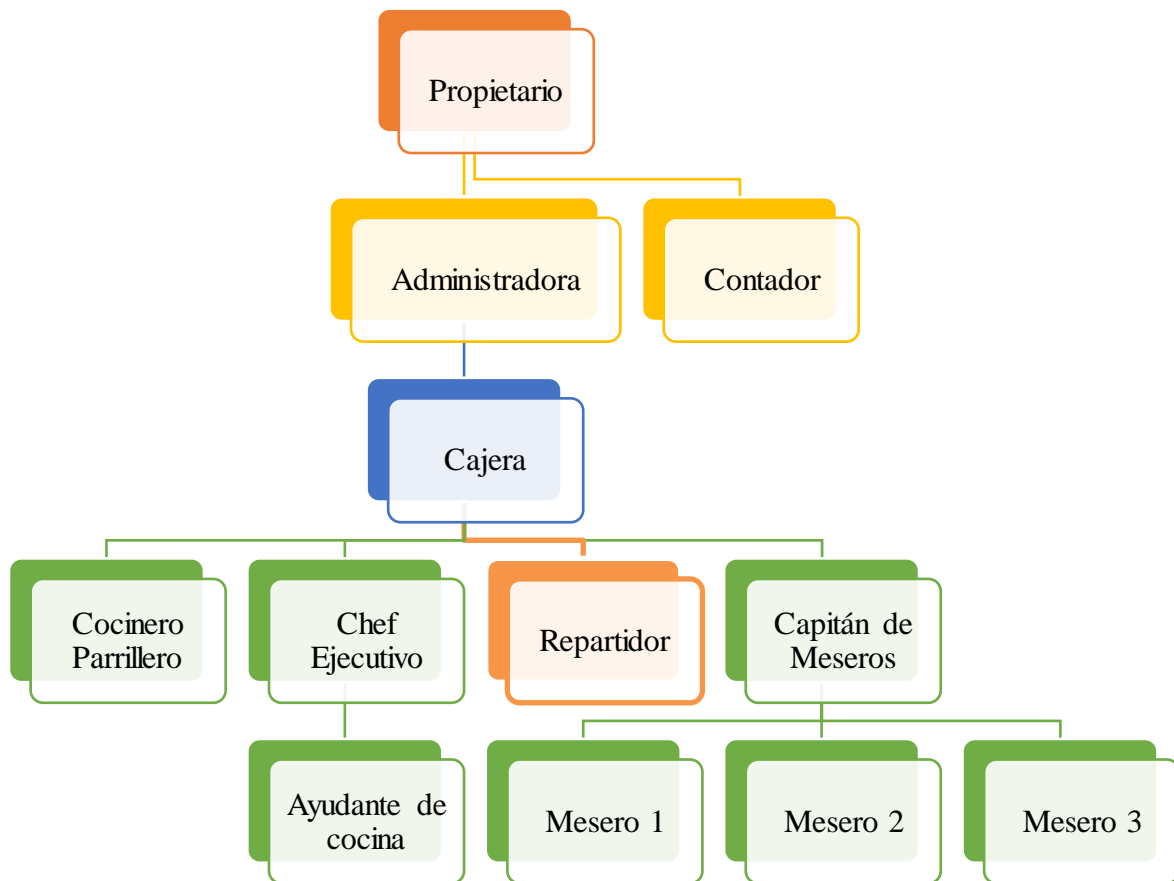 Propietario
Administradora
Contador
Cajera
Cocinero
Parrillero
Chef
Ejecutivo
Repartidor
Capitán de
Meseros
Ayudante de
cocina
Mesero 1
Mesero 2
Mesero 3